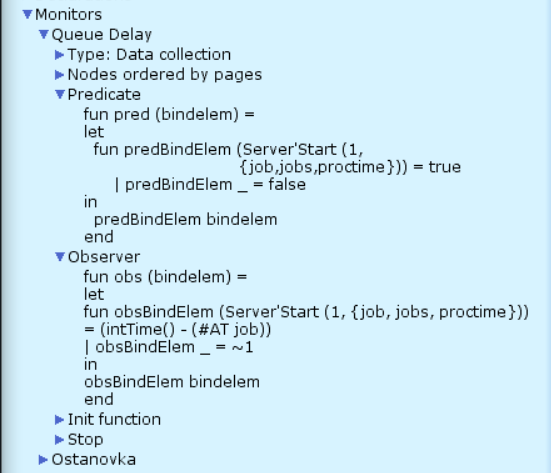 Monitors
Queue Delay
Type: Data collection
Nodes ordered by pages
Predicate
fun pred (bindelem) =
let
fun predBindElem (Server'Start (1,
{job,jobs,proctime})) = true
| predBindElem _ = false
in
predBindElem bindelem
end
Observer
fun obs (bindelem) =
let
fun obsBindElem (Server'Start (1, {job, jobs, proctime}))
= (intTime() - (#AT job))
| obsBindElem _ = ~1
in
obsBindElem bindelem
end
Init function
Stop
Ostanovka